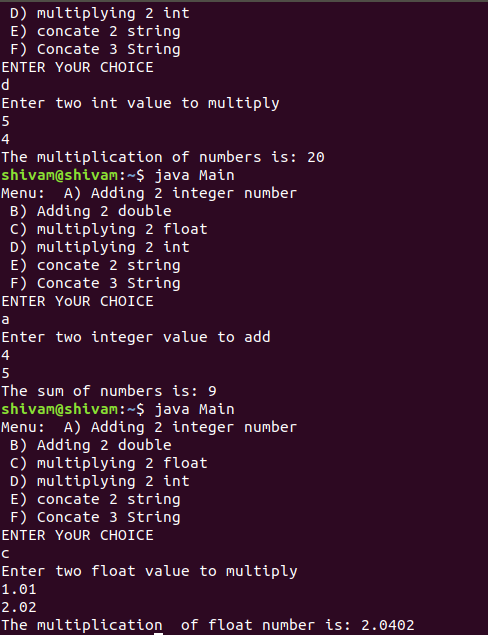 D) multiplying 2 int
E) concate 2 string
F) Concate 3 String
ENTER YoUR CHOICE
d
Enter two int value to multiply
5
4
The multiplication of numbers is: 20
shivam@shivam:~$ java Main
Menu:  A) Adding 2 integer number
B) Adding 2 double
C) multiplying 2 float
D) multiplying 2 int
E) concate 2 string
F) Concate 3 String
ENTER YoUR CHOICE
a
Enter two integer value to add
4
5
The sum of numbers is: 9
shivam@shivam:~$ java Main
Menu:  A) Adding 2 integer number
B) Adding 2 double
C) multiplying 2 float
D) multiplying 2 int
E) concate 2 string
F) Concate 3 String
ENTER YoUR CHOICE
c
Enter two float value to multiply
1.01
2.02
The multiplication  of float number is: 2.0402